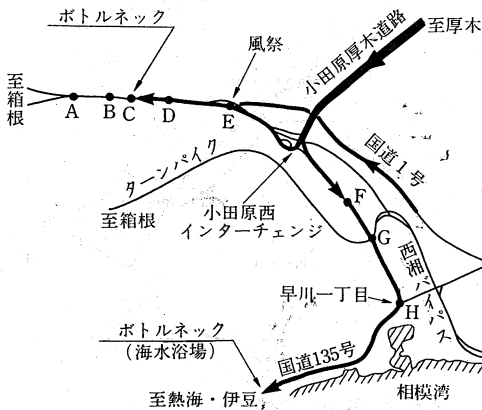 ボトルネック
小田原厚木道路
至厚木
風祭
至箱根
A
B
C
D
E
国道1号
ターンパイク
至箱根
小田原西
インターチェンジ
F
G
西湘バイパス
早川一丁目
H
ボトルネック
(海水浴場)
国道135号
至熱海・伊豆
相模湾